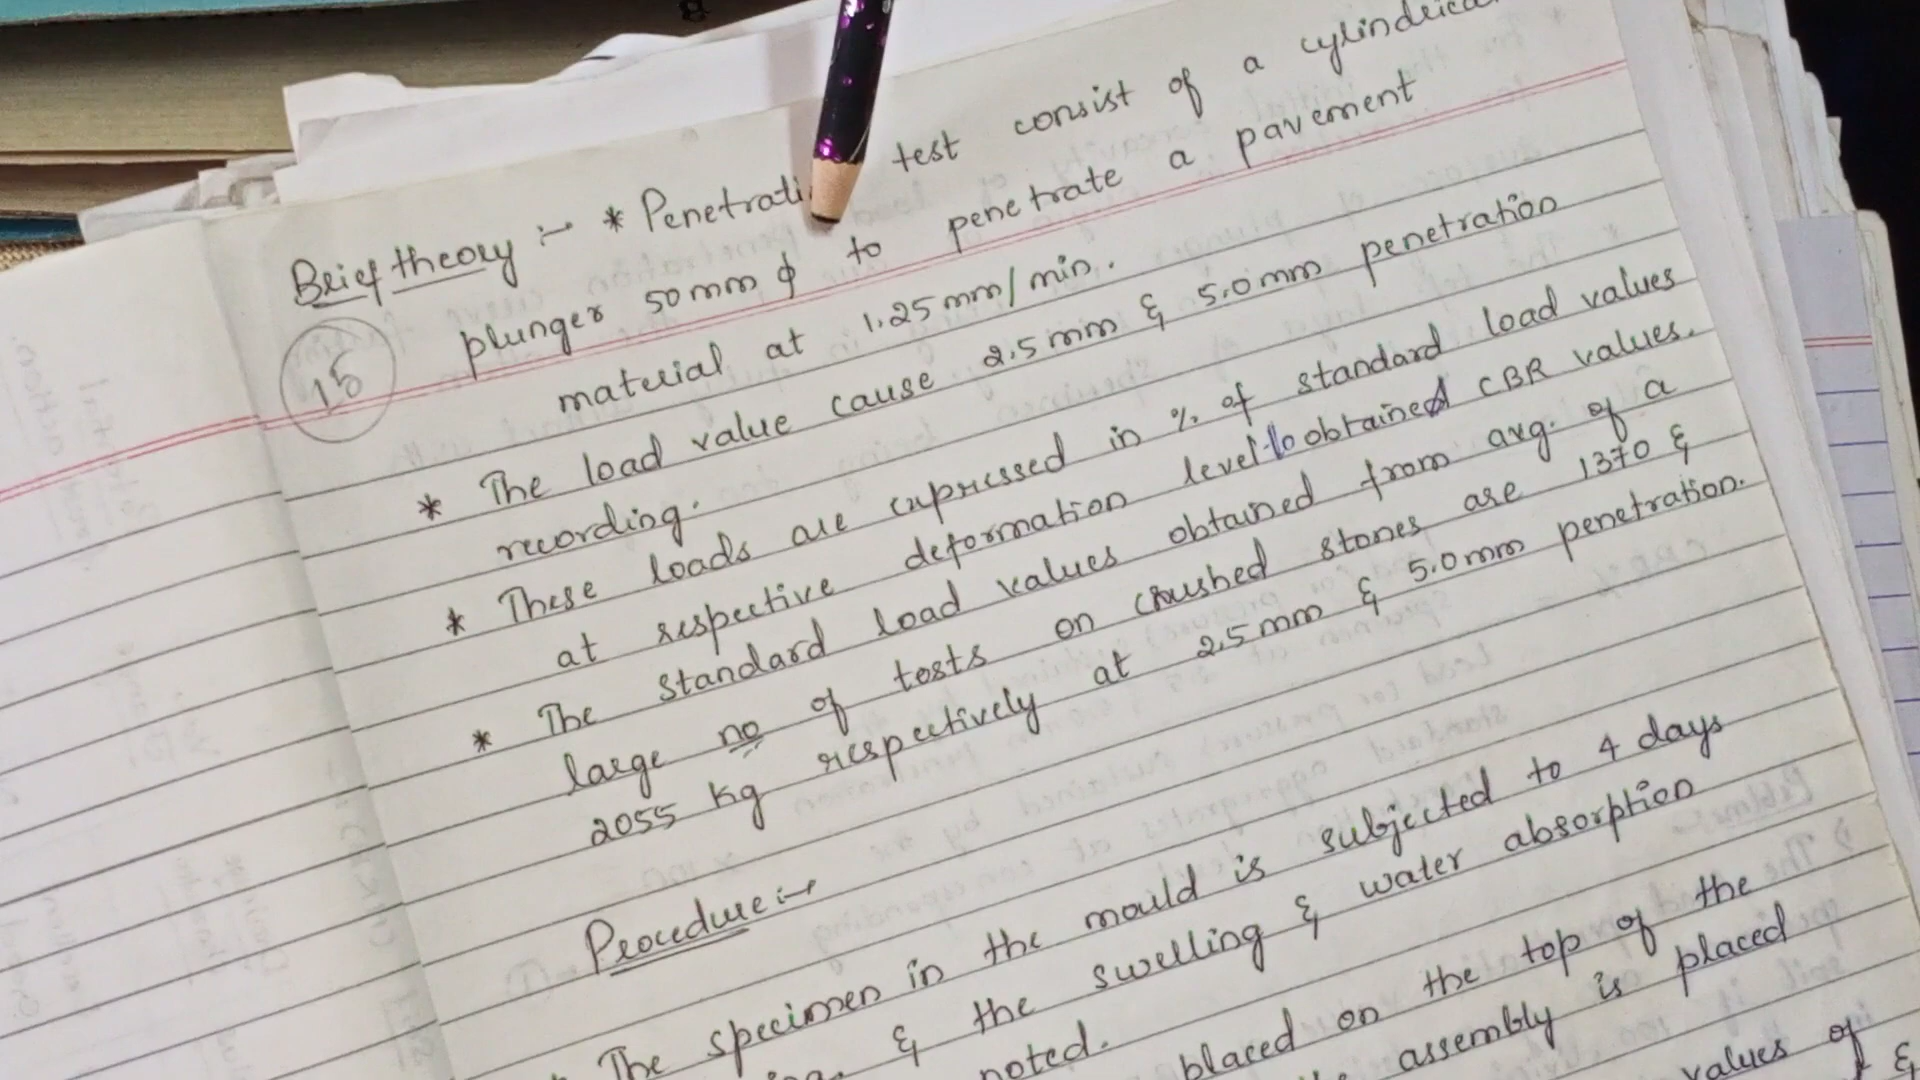 Brief theory :- * Penetrati test consist of a cylindrical
plunger 50mm ϕ to penetrate a pavement
material at 1.25 mm/min.
15
* The load value cause 2.5 mm & 5.0 mm penetration
recording.
* These loads are expressed in % of standard load values
at respective deformation level to obtained CBR values.
* The standard load values obtained from avg. of a
large no of tests on crushed stones are 1370 &
2055 kg respectively at 2.5 mm & 5.0 mm penetration.
Procedure :-
The specimen in the mould is subjected to 4 days
& the swelling & water absorption
noted.
placed on the top of the
assembly is placed
values of &